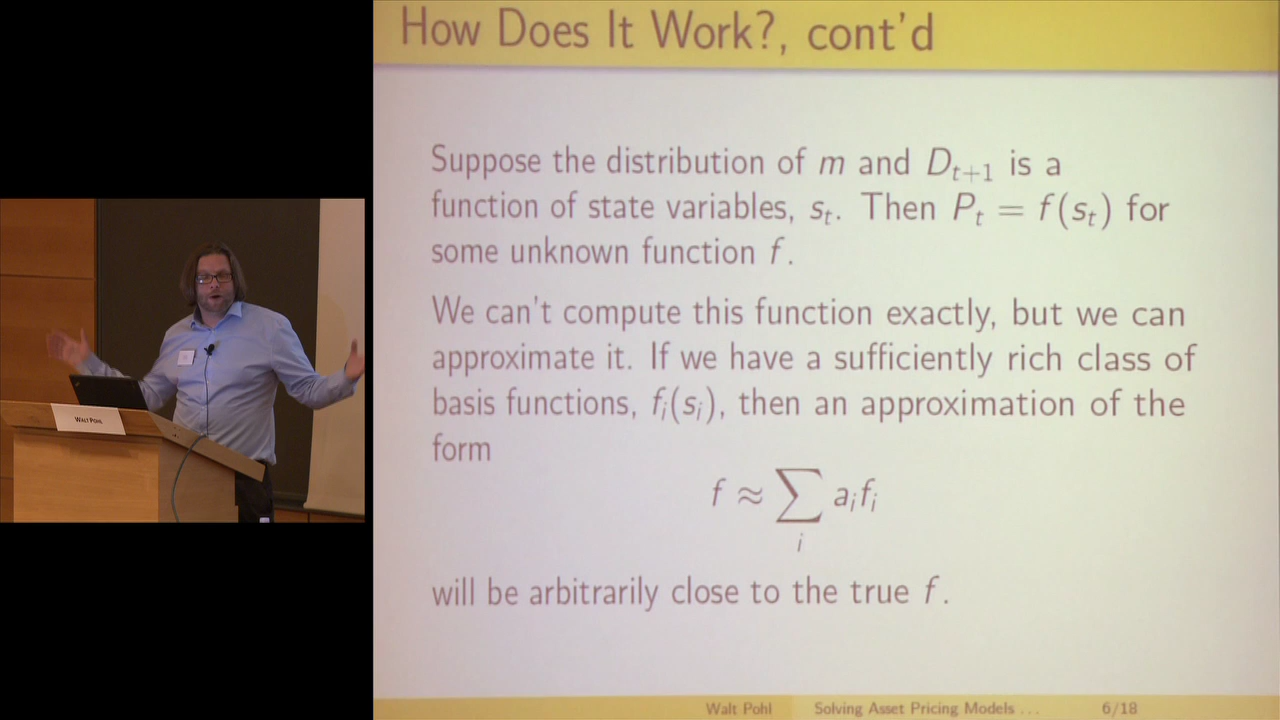 How Does It Work?, cont'd
Suppose the distribution of m and D_{t+1} is a
function of state variables, s_t. Then P_t = f(s_t) for
some unknown function f.
We can't compute this function exactly, but we can
approximate it. If we have a sufficiently rich class of
basis functions, f_i(s_i), then an approximation of the
form
f ≈ ∑_i a_i f_i
will be arbitrarily close to the true f.
WALT POHL
Walt Pohl Solving Asset Pricing Models ... 6/18